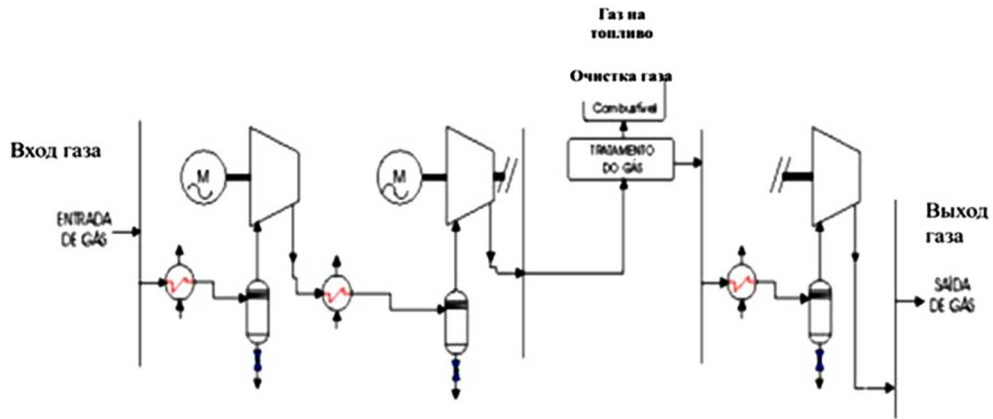 Газ на
топливо
Очистка газа
Combustível
Вход газа
TRATAMENTO
DO GÁS
M
M
ENTRADA
DE GÁS
Выход
газа
SAÍDA
DE GÁS